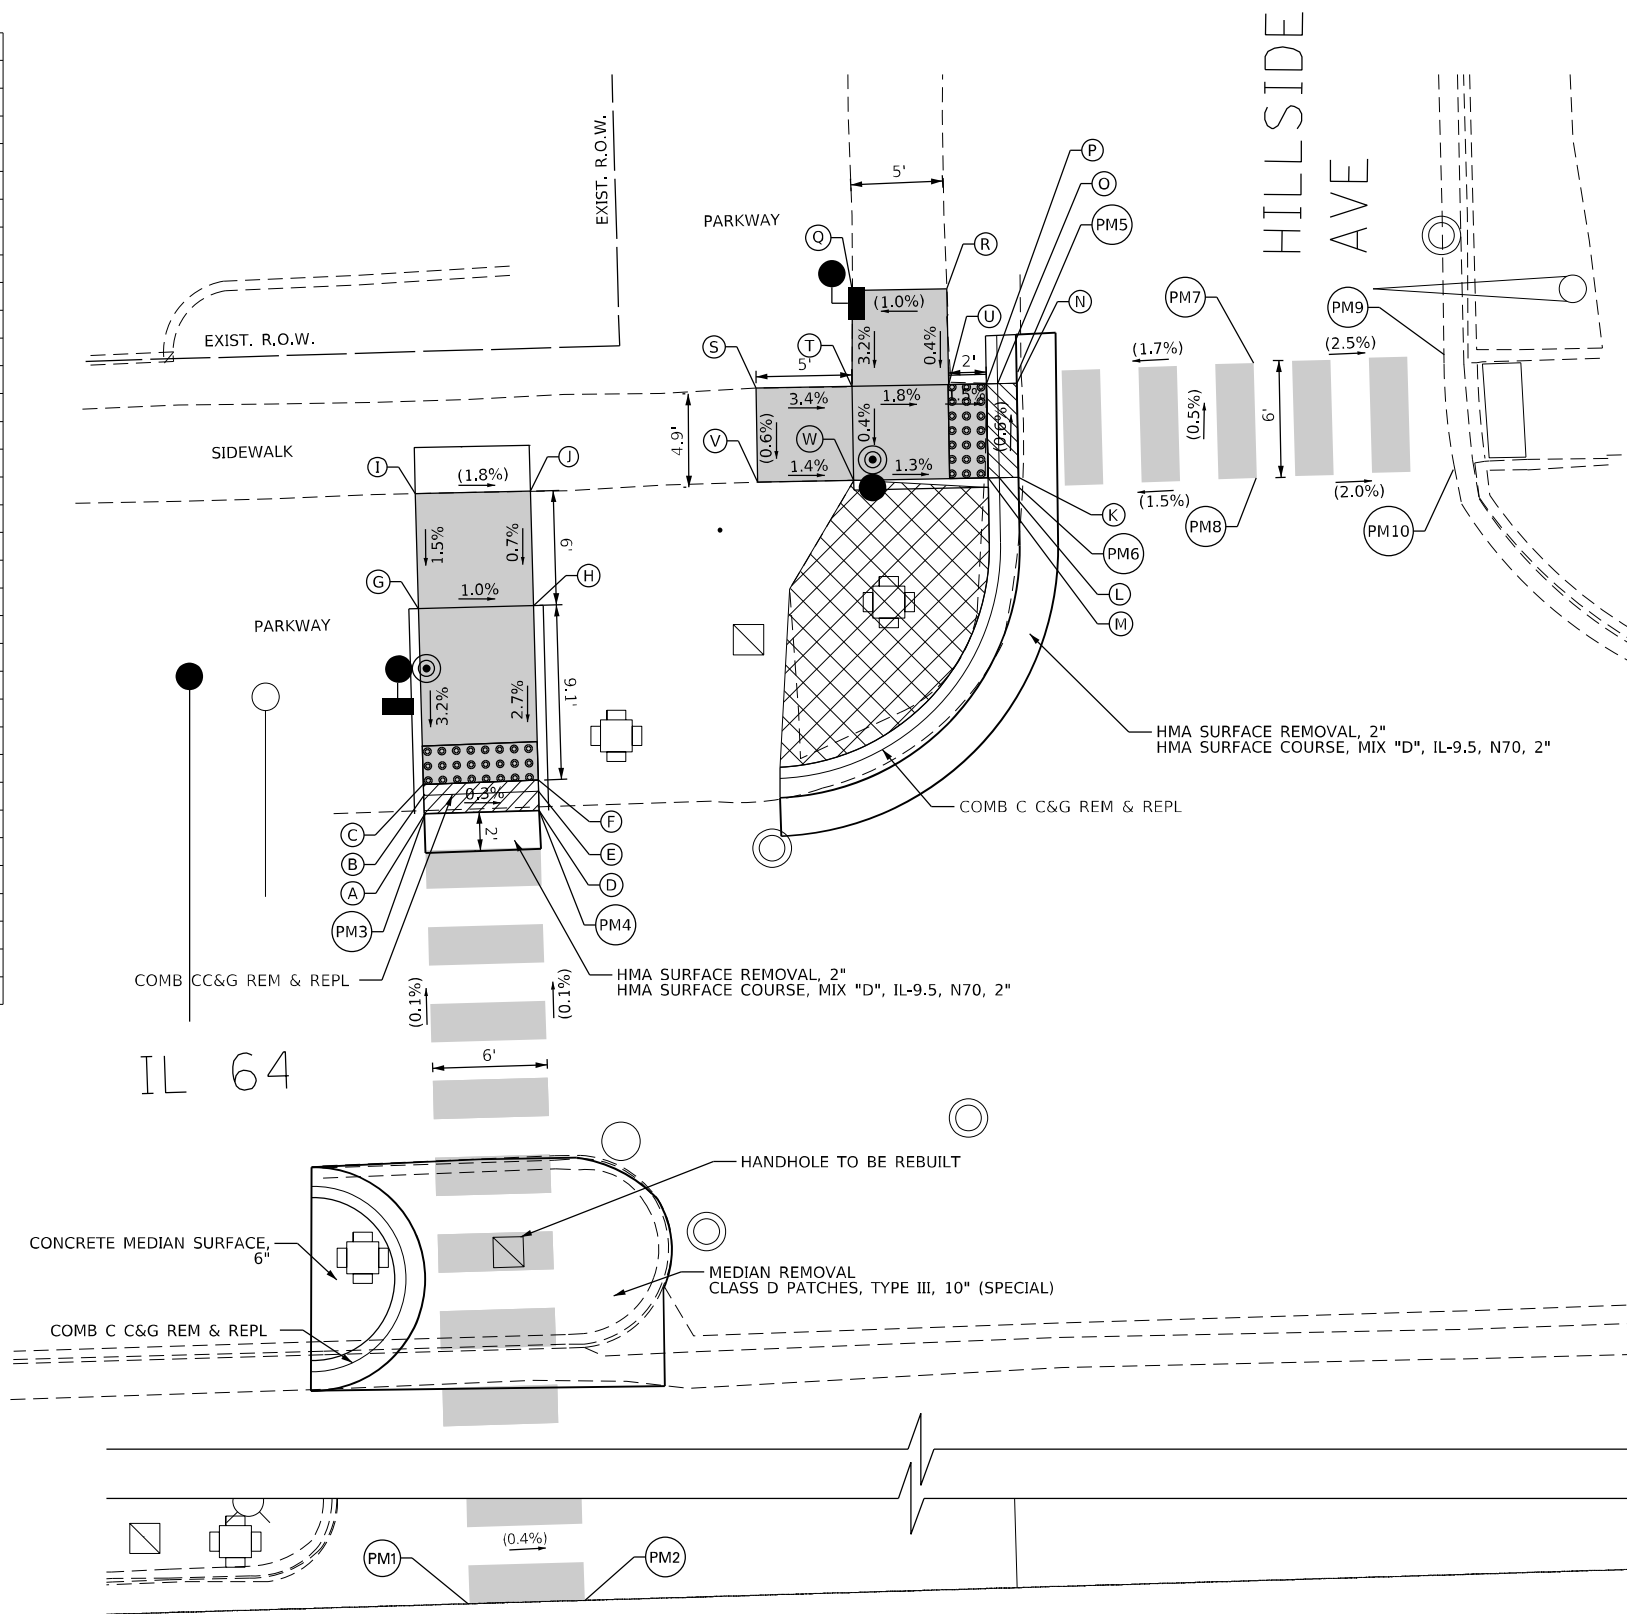 HILLSIDE
AVE
EXIST. R.O.W.
PARKWAY
5'
P
O
PM5
Q
R
(1.0%)
N
PM7
PM9
U
EXIST. R.O.W.
S
T
3.2%
0.4%
5'
2'
(1.7%)
(2.5%)
3.4%
1.8%
1.5%
(0.5%)
6'
4.9'
(0.6%)
0.4%
(0.6%)
V
W
SIDEWALK
1.4%
1.3%
I
(1.8%)
J
(1.5%)
(2.0%)
K
PM8
PM10
1.5%
0.7%
6'
PM6
G
1.0%
H
L
M
PARKWAY
3.2%
2.7%
9.1'
HMA SURFACE REMOVAL, 2"
HMA SURFACE COURSE, MIX "D", IL-9.5, N70, 2"
0.3%
COMB C C&G REM & REPL
C
F
2'
B
E
A
D
PM3
PM4
COMB CC&G REM & REPL
HMA SURFACE REMOVAL, 2"
HMA SURFACE COURSE, MIX "D", IL-9.5, N70, 2"
(0.1%)
(0.1%)
IL 64
6'
HANDHOLE TO BE REBUILT
CONCRETE MEDIAN SURFACE,
6"
MEDIAN REMOVAL
CLASS D PATCHES, TYPE III, 10" (SPECIAL)
COMB C C&G REM & REPL
(0.4%)
PM1
PM2